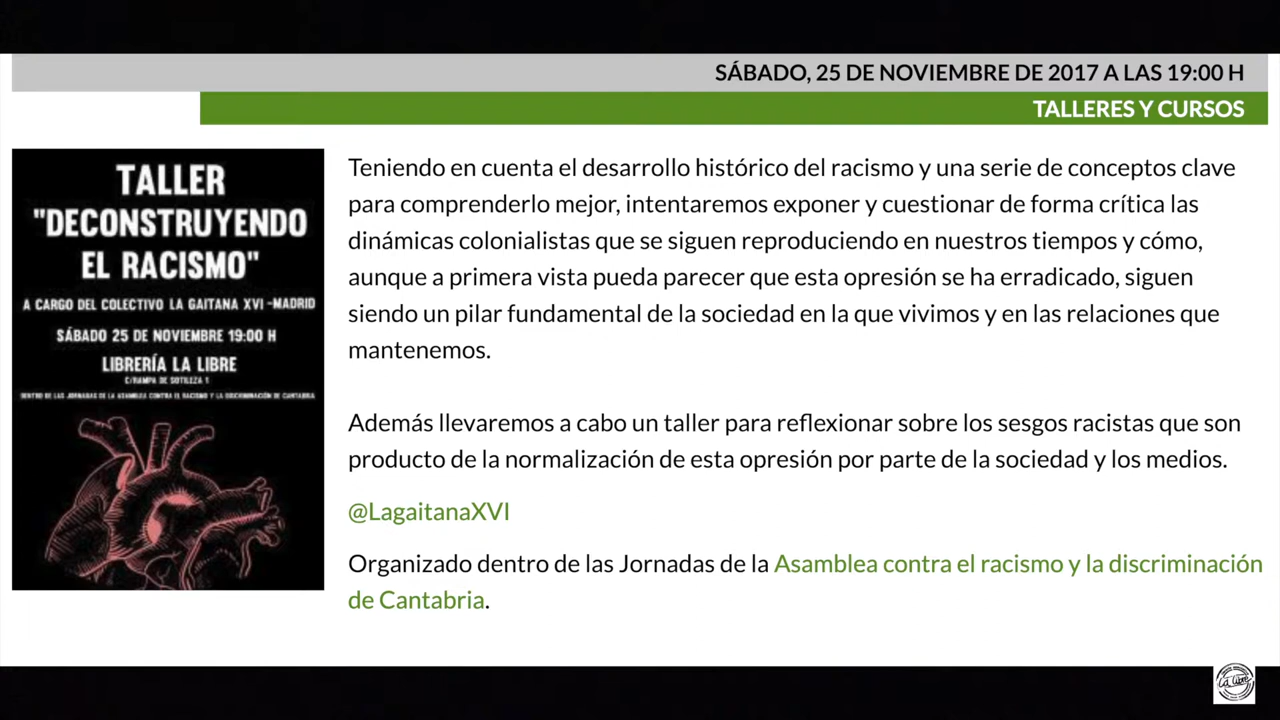 SÁBADO, 25 DE NOVIEMBRE DE 2017 A LAS 19:00 H
TALLERES Y CURSOS
TALLER
"DECONSTRUYENDO
EL RACISMO"
A CARGO DEL COLECTIVO LA GAITANA XVI -MADRID
SÁBADO 25 DE NOVIEMBRE 19:00 H
LIBRERÍA LA LIBRE
C/RAMPA DE SOTILEZA 1
DENTRO DE LAS JORNADAS DE LA ASAMBLEA CONTRA EL RACISMO Y LA DISCRIMINACIÓN DE CANTABRIA
Teniendo en cuenta el desarrollo histórico del racismo y una serie de conceptos clave
para comprenderlo mejor, intentaremos exponer y cuestionar de forma crítica las
dinámicas colonialistas que se siguen reproduciendo en nuestros tiempos y cómo,
aunque a primera vista pueda parecer que esta opresión se ha erradicado, siguen
siendo un pilar fundamental de la sociedad en la que vivimos y en las relaciones que
mantenemos.
Además llevaremos a cabo un taller para reflexionar sobre los sesgos racistas que son
producto de la normalización de esta opresión por parte de la sociedad y los medios.
@LagaitanaXVI
Organizado dentro de las Jornadas de la Asamblea contra el racismo y la discriminación
de Cantabria.
La Libre